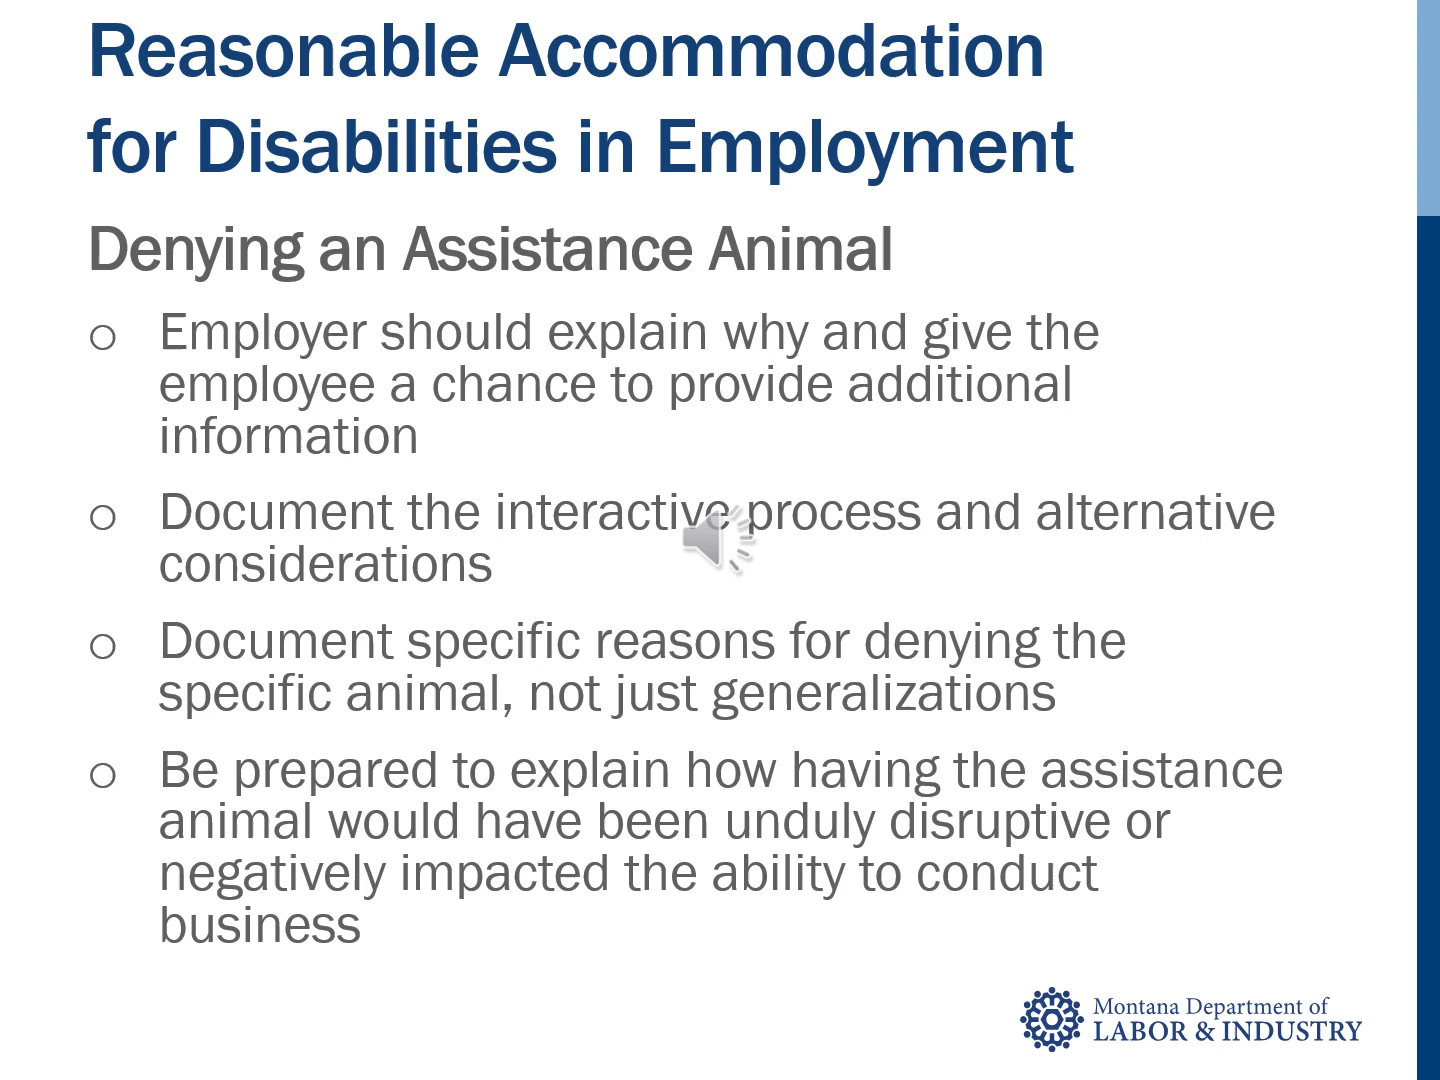 Reasonable Accommodation
for Disabilities in Employment
Denying an Assistance Animal
o Employer should explain why and give the
employee a chance to provide additional
information
o Document the interactive process and alternative
considerations
o Document specific reasons for denying the
specific animal, not just generalizations
o Be prepared to explain how having the assistance
animal would have been unduly disruptive or
negatively impacted the ability to conduct
business
Montana Department of
LABOR & INDUSTRY